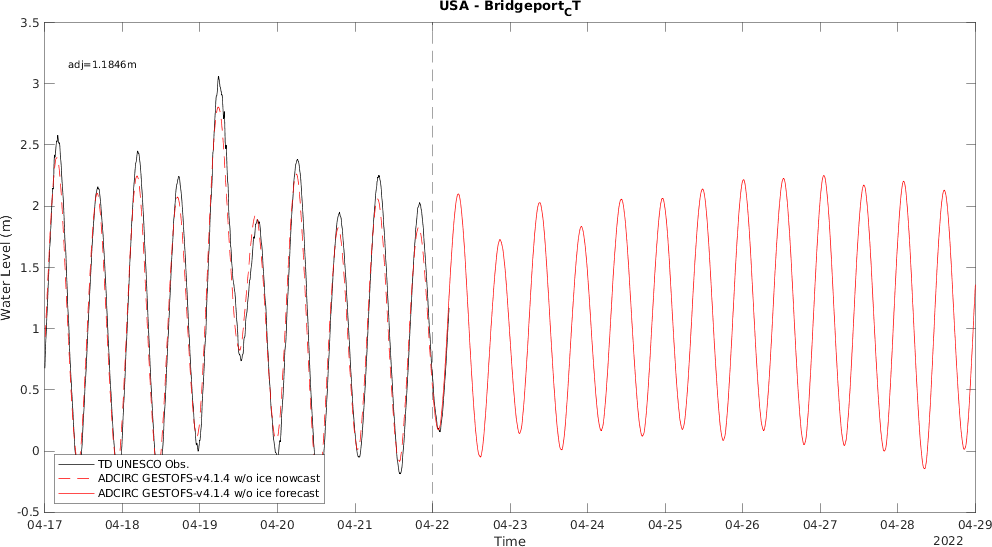 USA - Bridgeport_CT
3.5
adj=1.1846m
3
2.5
2
1.5
1
0.5
0
-0.5
Water Level (m)
TD UNESCO Obs.
ADCIRC GESTOFS-v4.1.4 w/o ice nowcast
ADCIRC GESTOFS-v4.1.4 w/o ice forecast
04-17 04-18 04-19 04-20 04-21 04-22 04-23 04-24 04-25 04-26 04-27 04-28 04-29
Time
2022